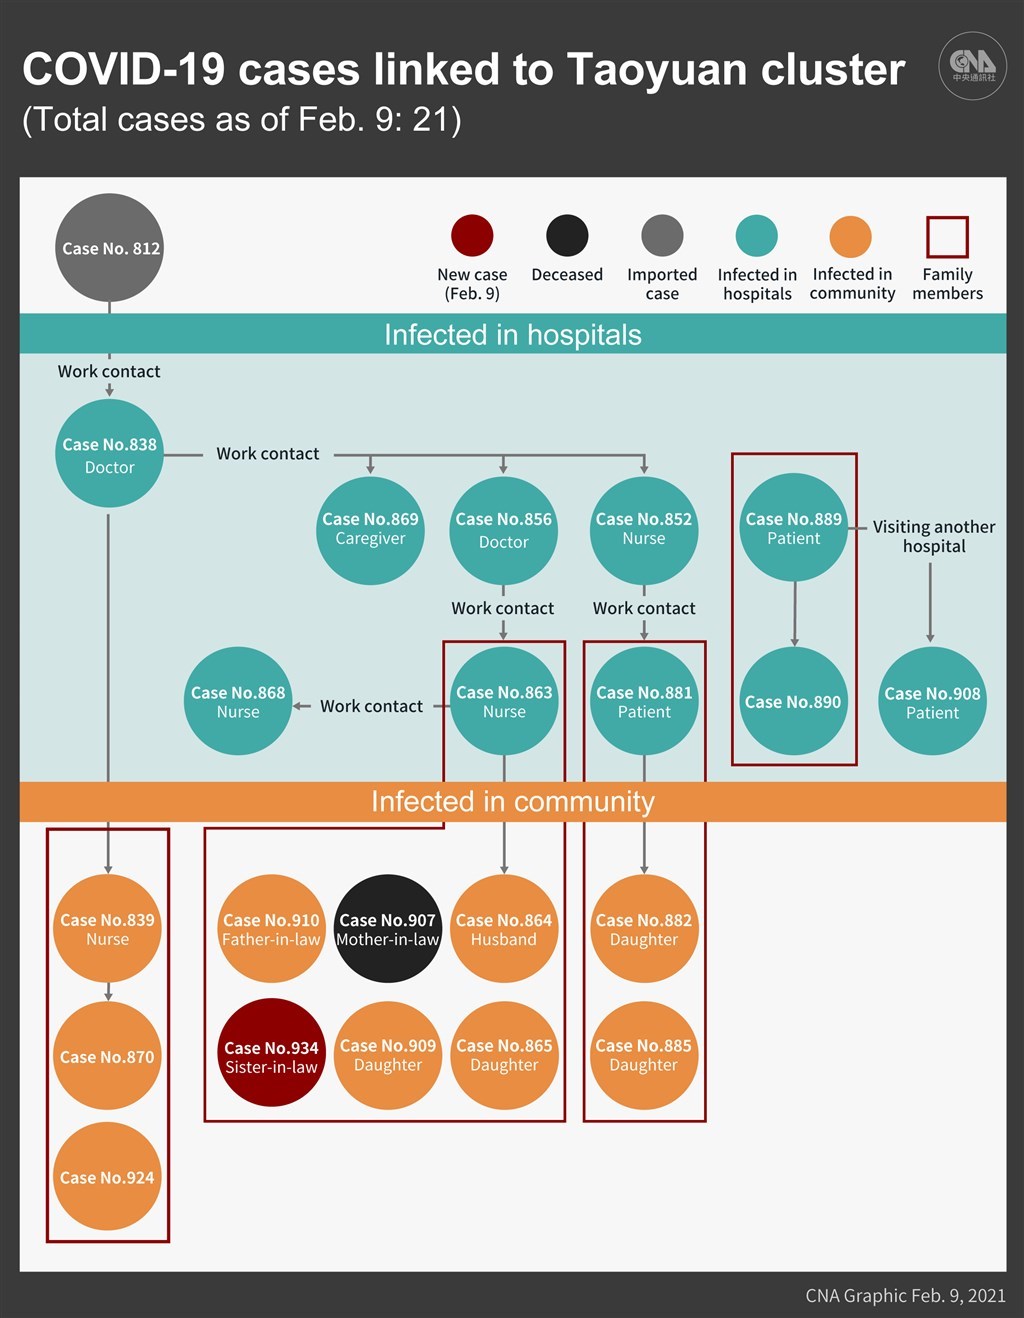 COVID-19 cases linked to Taoyuan cluster
(Total cases as of Feb. 9: 21)
CNA
中央通訊社
Case No. 812
New case
(Feb. 9)
Deceased
Imported
case
Infected in
hospitals
Infected in
community
Family
members
Infected in hospitals
Work contact
Case No.838
Doctor
Work contact
Case No.869
Caregiver
Case No.856
Doctor
Case No.852
Nurse
Case No.889
Patient
Visiting another
hospital
Work contact
Work contact
Case No.868
Nurse
Work contact
Case No.863
Nurse
Case No.881
Patient
Case No.890
Case No.908
Patient
Infected in community
Case No.839
Nurse
Case No.910
Father-in-law
Case No.907
Mother-in-law
Case No.864
Husband
Case No.882
Daughter
Case No.870
Case No.934
Sister-in-law
Case No.909
Daughter
Case No.865
Daughter
Case No.885
Daughter
Case No.924
CNA Graphic Feb. 9, 2021